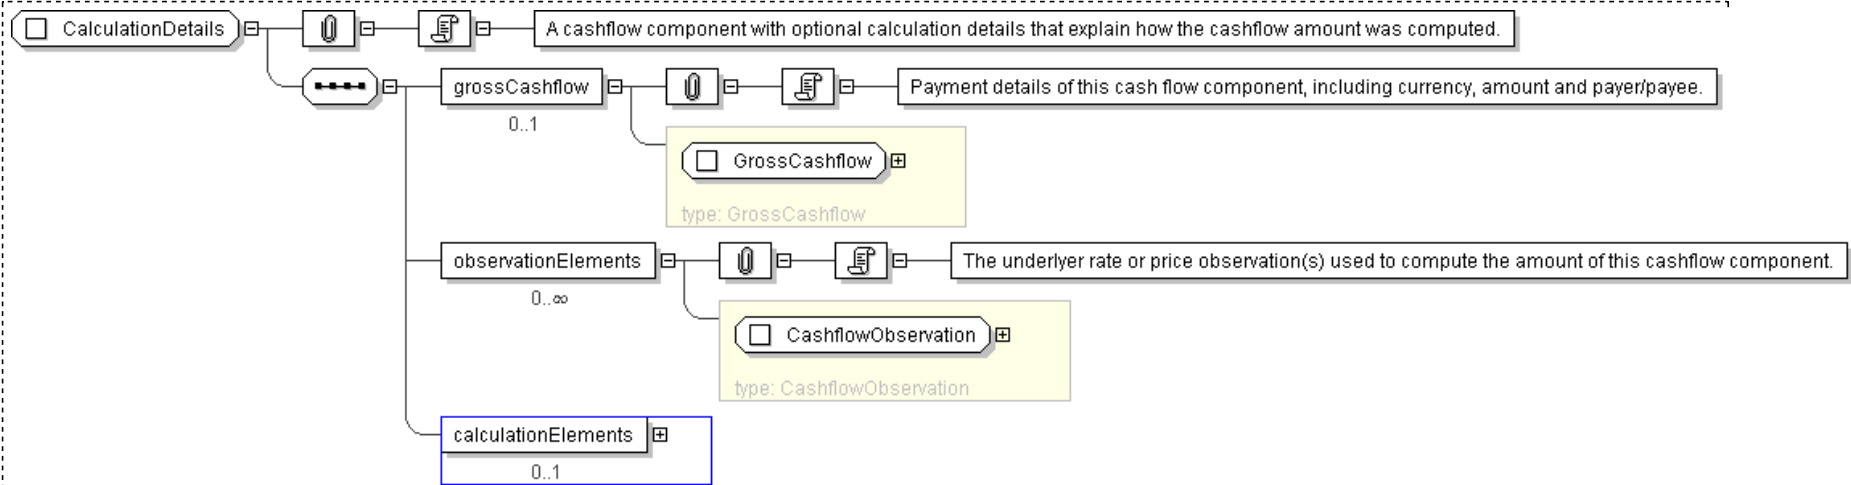 CalculationDetails
A cashflow component with optional calculation details that explain how the cashflow amount was computed.
grossCashflow
Payment details of this cash flow component, including currency, amount and payer/payee.
0..1
GrossCashflow
type: GrossCashflow
observationElements
The underlyer rate or price observation(s) used to compute the amount of this cashflow component.
0..∞
CashflowObservation
type: CashflowObservation
calculationElements
0..1